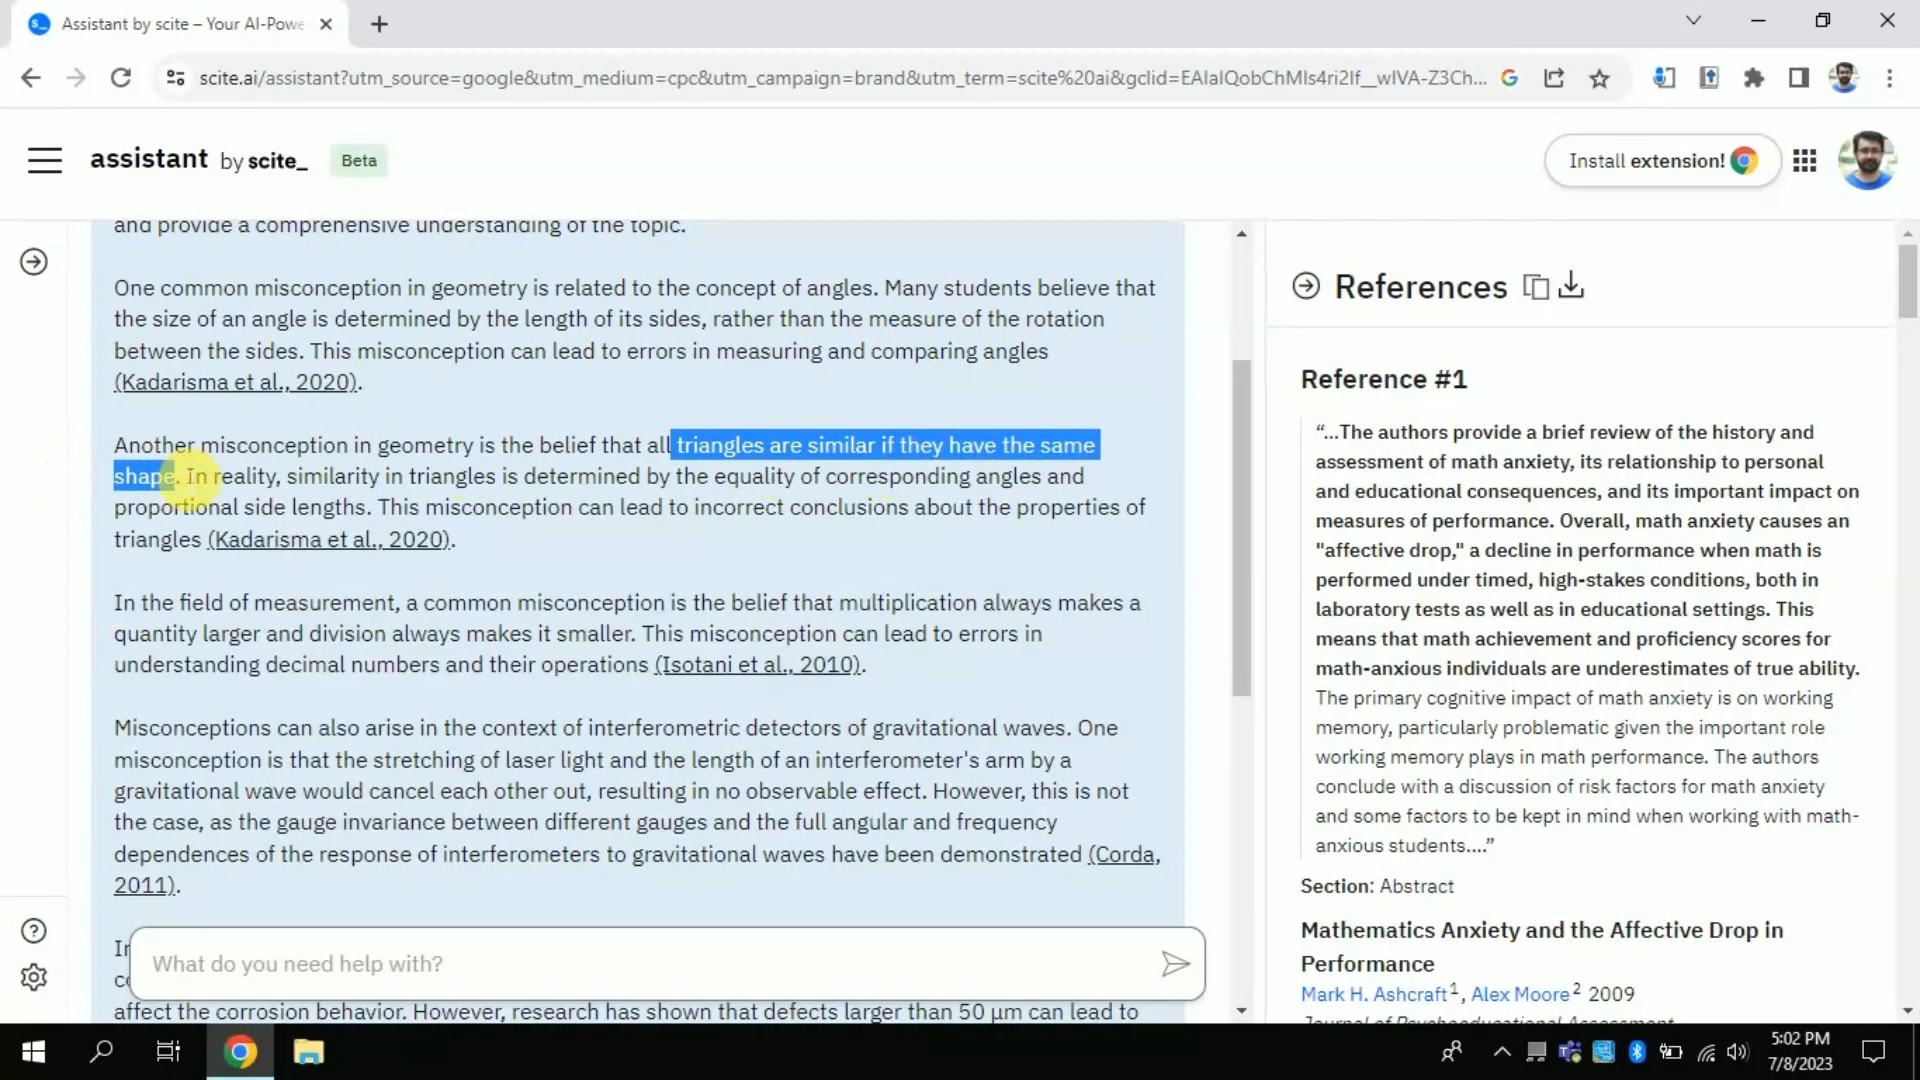 Assistant by scite – Your AI-Powe
scite.ai/assistant?utm_source=google&utm_medium=cpc&utm_campaign=brand&utm_term=scite%20ai&gclid=EAIaIQobChMIs4ri2If__wIVA-Z3Ch...
assistant by scite_ Beta
Install extension!
and provide a comprehensive understanding of the topic.
One common misconception in geometry is related to the concept of angles. Many students believe that
the size of an angle is determined by the length of its sides, rather than the measure of the rotation
between the sides. This misconception can lead to errors in measuring and comparing angles
(Kadarisma et al., 2020).
Another misconception in geometry is the belief that all triangles are similar if they have the same
shape. In reality, similarity in triangles is determined by the equality of corresponding angles and
proportional side lengths. This misconception can lead to incorrect conclusions about the properties of
triangles (Kadarisma et al., 2020).
In the field of measurement, a common misconception is the belief that multiplication always makes a
quantity larger and division always makes it smaller. This misconception can lead to errors in
understanding decimal numbers and their operations (Isotani et al., 2010).
Misconceptions can also arise in the context of interferometric detectors of gravitational waves. One
misconception is that the stretching of laser light and the length of an interferometer's arm by a
gravitational wave would cancel each other out, resulting in no observable effect. However, this is not
the case, as the gauge invariance between different gauges and the full angular and frequency
dependences of the response of interferometers to gravitational waves have been demonstrated (Corda,
2011).
What do you need help with?
affect the corrosion behavior. However, research has shown that defects larger than 50 µm can lead to
References
Reference #1
“...The authors provide a brief review of the history and
assessment of math anxiety, its relationship to personal
and educational consequences, and its important impact on
measures of performance. Overall, math anxiety causes an
"affective drop," a decline in performance when math is
performed under timed, high-stakes conditions, both in
laboratory tests as well as in educational settings. This
means that math achievement and proficiency scores for
math-anxious individuals are underestimates of true ability.
The primary cognitive impact of math anxiety is on working
memory, particularly problematic given the important role
working memory plays in math performance. The authors
conclude with a discussion of risk factors for math anxiety
and some factors to be kept in mind when working with math-
anxious students....”
Section: Abstract
Mathematics Anxiety and the Affective Drop in
Performance
Mark H. Ashcraft¹, Alex Moore² 2009
Journal of Psychoeducational Assessment
5:02 PM
7/8/2023